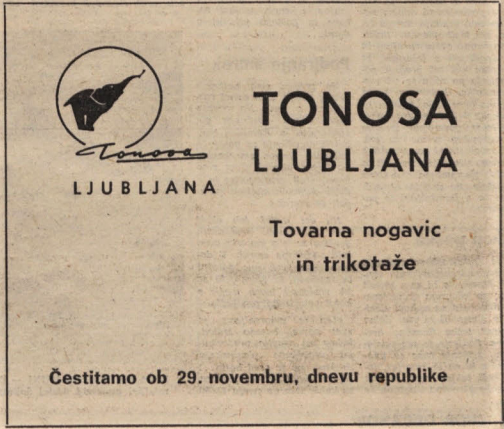 Tonosa
LJUBLJANA
TONOSA
LJUBLJANA
Tovarna nogavic
in trikotaže
Čestitamo ob 29. novembru, dnevu republike